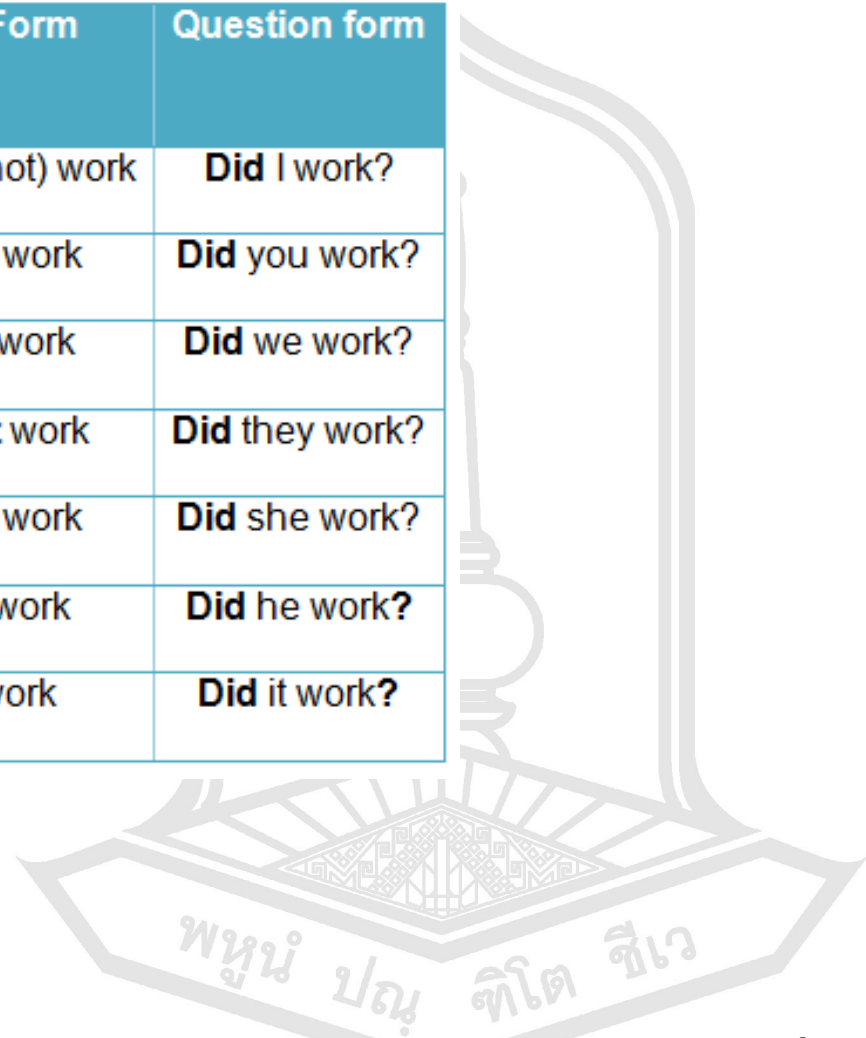 Form Question form
not) work Did I work?
work Did you work?
work Did we work?
work Did they work?
work Did she work?
work Did he work?
work Did it work?
พหูนํ ปณฺฑิโต ชีเว